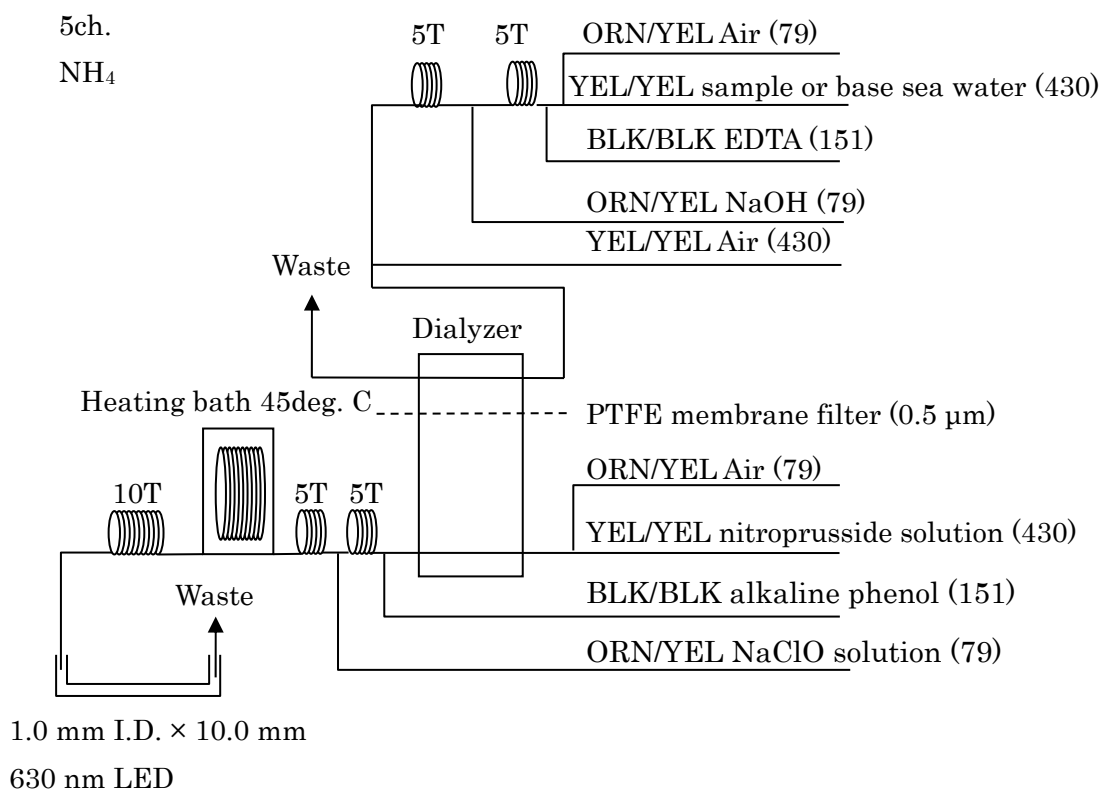 5ch.
NH₄
5T
5T
ORN/YEL Air (79)
YEL/YEL sample or base sea water (430)
BLK/BLK EDTA (151)
ORN/YEL NaOH (79)
YEL/YEL Air (430)
Waste
Dialyzer
Heating bath 45deg. C
PTFE membrane filter (0.5 µm)
ORN/YEL Air (79)
10T
5T
5T
YEL/YEL nitroprusside solution (430)
Waste
BLK/BLK alkaline phenol (151)
ORN/YEL NaClO solution (79)
1.0 mm I.D. × 10.0 mm
630 nm LED